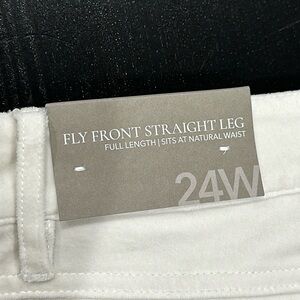 FLY FRONT STRAIGHT LEG
FULL LENGTH | SITS AT NATURAL WAIST
24W